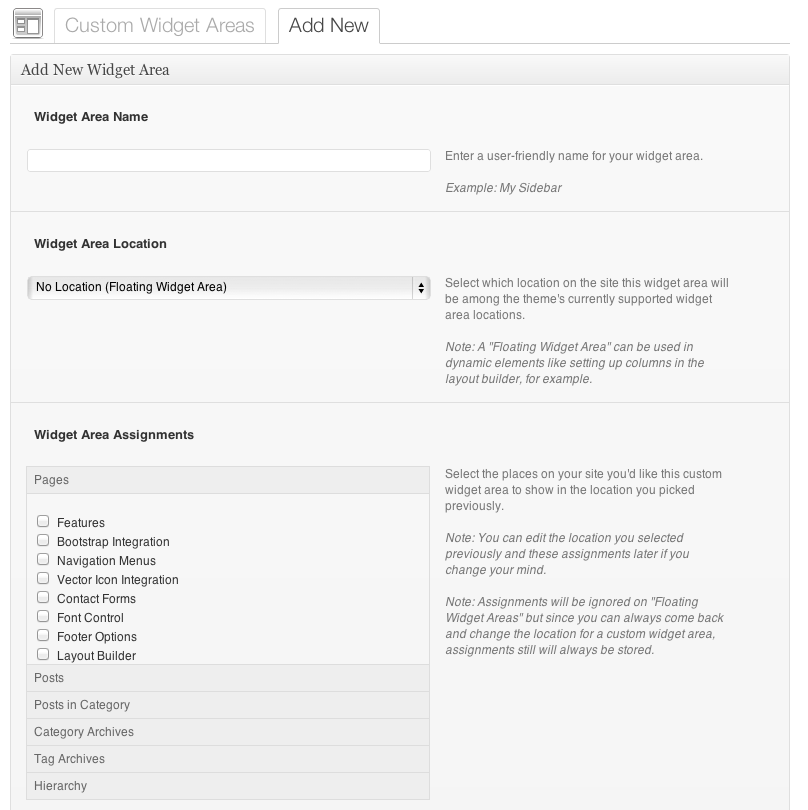 Custom Widget Areas
Add New
Add New Widget Area
Widget Area Name
Enter a user-friendly name for your widget area.
Example: My Sidebar
Widget Area Location
No Location (Floating Widget Area)
Select which location on the site this widget area will
be among the theme's currently supported widget
area locations.
Note: A "Floating Widget Area" can be used in
dynamic elements like setting up columns in the
layout builder, for example.
Widget Area Assignments
Pages
Features
Bootstrap Integration
Navigation Menus
Vector Icon Integration
Contact Forms
Font Control
Footer Options
Layout Builder
Posts
Posts in Category
Category Archives
Tag Archives
Hierarchy
Select the places on your site you'd like this custom
widget area to show in the location you picked
previously.
Note: You can edit the location you selected
previously and these assignments later if you
change your mind.
Note: Assignments will be ignored on "Floating
Widget Areas" but since you can always come back
and change the location for a custom widget area,
assignments still will always be stored.